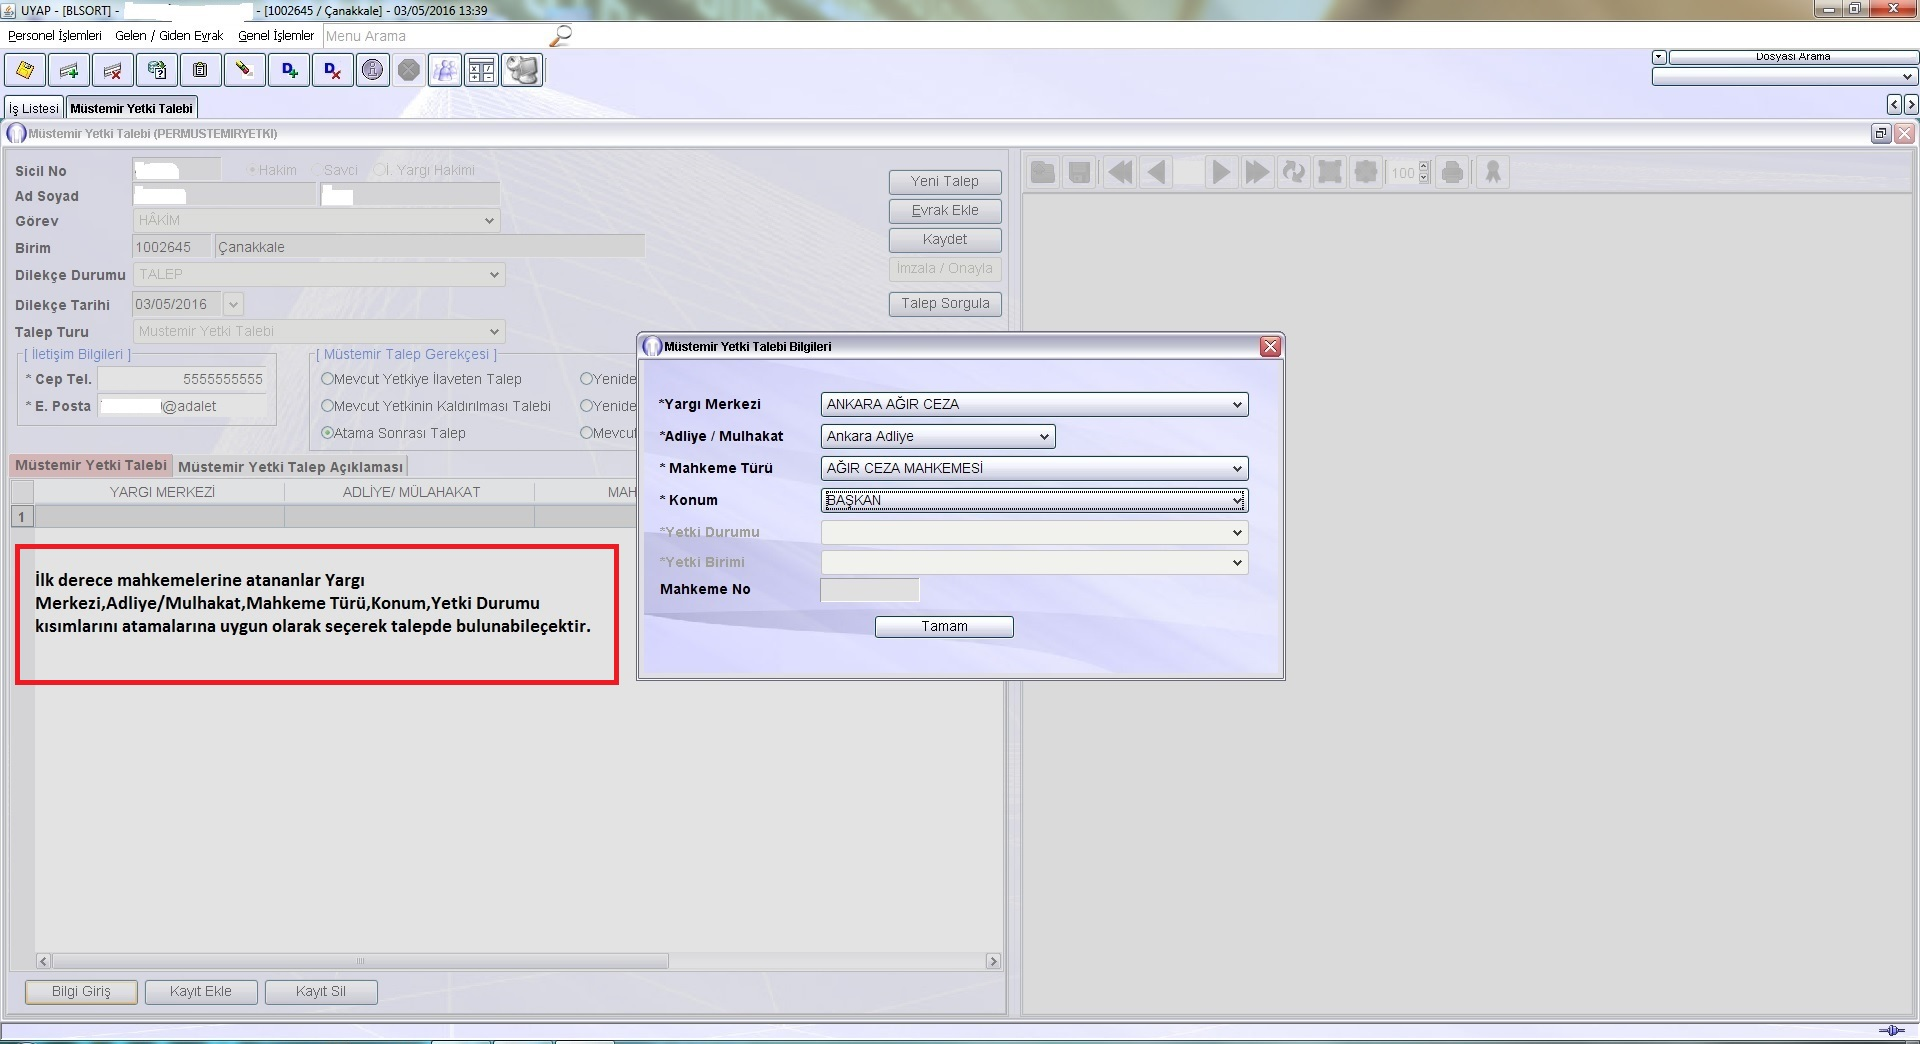 UYAP - [BLSORT] - - [1002645 / Çanakkale] - 03/05/2016 13:39
Personel İşlemleri Gelen / Giden Evrak Genel İşlemler Menu Arama
Dosyası Arama
İş Listesi Müstemir Yetki Talebi
Müstemir Yetki Talebi (PERMUSTEMIRYETKI)
Sicil No Hakim Savci I. Yargı Hakimi
Ad Soyad
Görev HÂKİM
Birim 1002645 Çanakkale
Dilekçe Durumu TALEP
Dilekçe Tarihi 03/05/2016
Talep Turu Mustemir Yetki Talebi
Yeni Talep
Evrak Ekle
Kaydet
İmzala / Onayla
Talep Sorgula
100
[ İletişim Bilgileri ]
* Cep Tel. 5555555555
* E. Posta @adalet
[ Müstemir Talep Gerekçesi ]
Mevcut Yetkiye İlaveten Talep Yenide
Mevcut Yetkinin Kaldırılması Talebi Yenide
Atama Sonrası Talep Mevcut
Müstemir Yetki Talebi Müstemir Yetki Talep Açıklaması
YARGI MERKEZİ ADLİYE/ MÜLAHAKAT MAH
1
İlk derece mahkemelerine atananlar Yargı
Merkezi,Adliye/Mulhakat,Mahkeme Türü,Konum,Yetki Durumu
kısımlarını atamalarına uygun olarak seçerek talepde bulunabileçektir.
Müstemir Yetki Talebi Bilgileri
*Yargı Merkezi ANKARA AĞIR CEZA
*Adliye / Mulhakat Ankara Adliye
* Mahkeme Türü AĞIR CEZA MAHKEMESİ
* Konum BAŞKAN
*Yetki Durumu
*Yetki Birimi
Mahkeme No
Tamam
Bilgi Giriş Kayıt Ekle Kayıt Sil